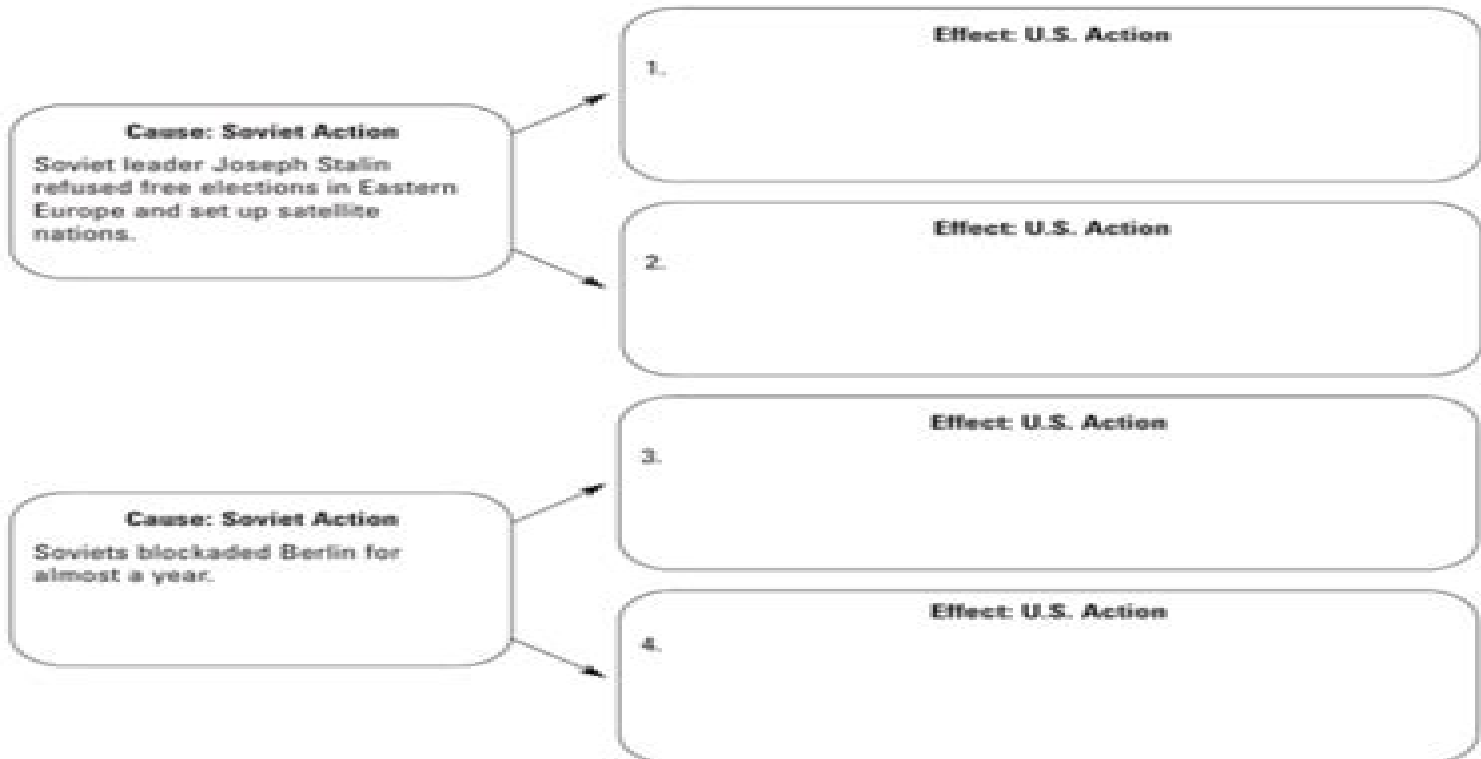 Effect: U.S. Action
1.
Cause: Soviet Action
Soviet leader Joseph Stalin
refused free elections in Eastern
Europe and set up satellite
nations.
Effect: U.S. Action
2.
Effect: U.S. Action
3.
Cause: Soviet Action
Soviets blockaded Berlin for
almost a year.
Effect: U.S. Action
4.